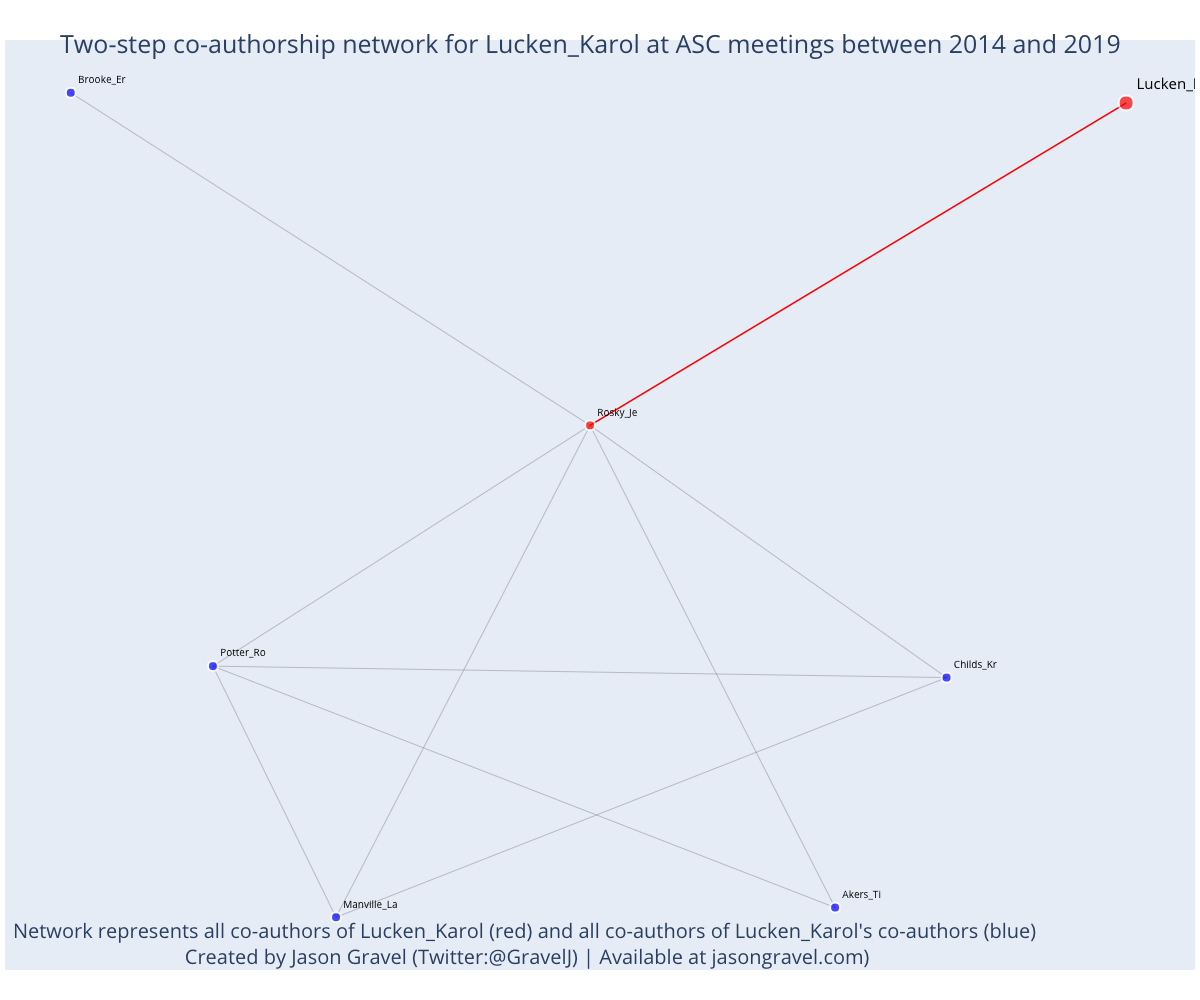 Two-step co-authorship network for Lucken_Karol at ASC meetings between 2014 and 2019
Brooke_Er
Lucken_
Rosky_Je
Potter_Ro
Childs_Kr
Manville_La
Akers_Ti
Network represents all co-authors of Lucken_Karol (red) and all co-authors of Lucken_Karol's co-authors (blue)
Created by Jason Gravel (Twitter:@GravelJ) | Available at jasongravel.com)